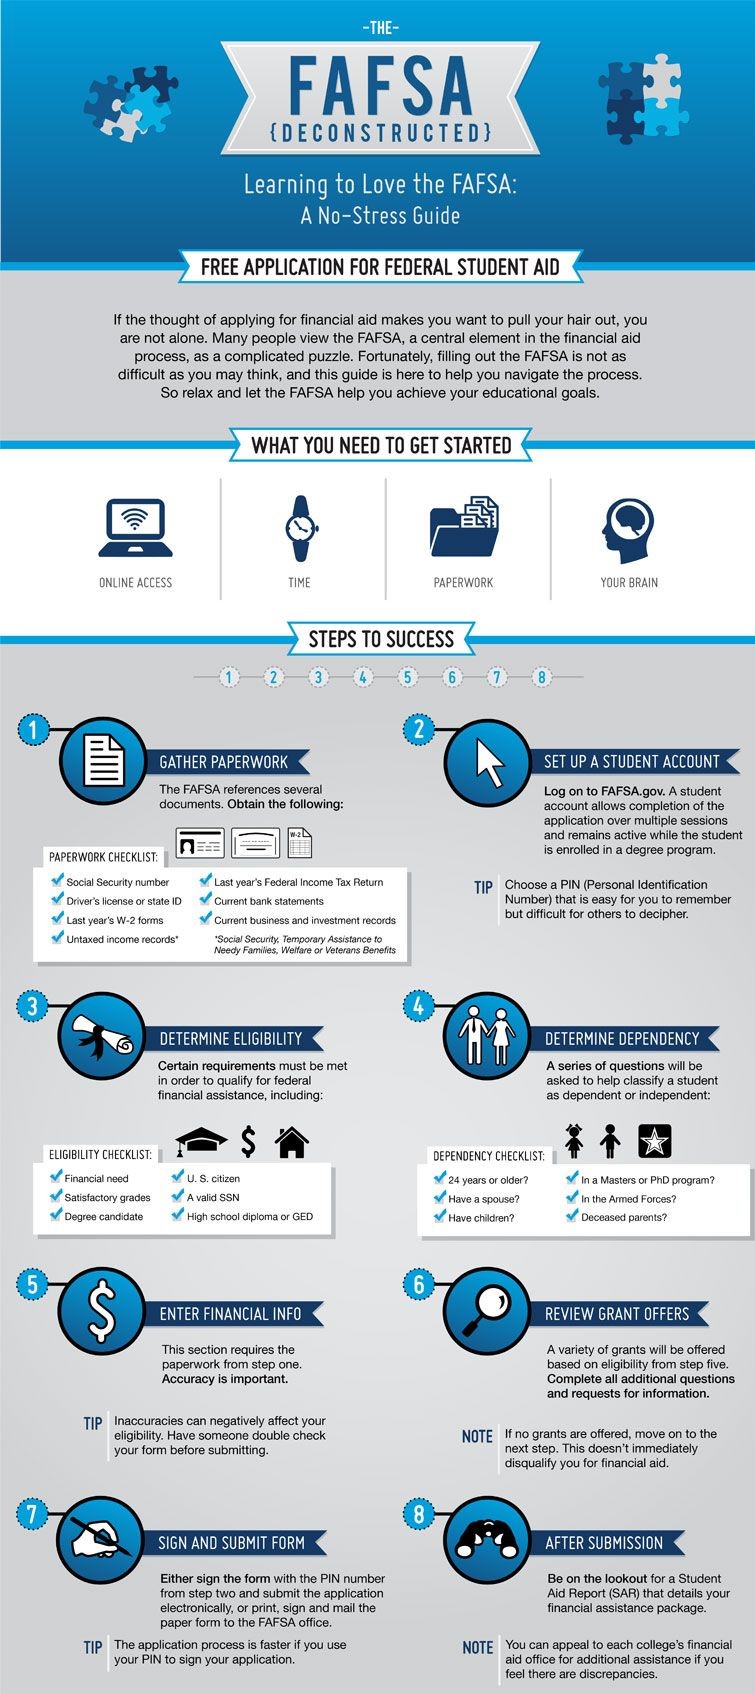 -THE-
FAFSA
{DECONSTRUCTED}
Learning to Love the FAFSA:
A No-Stress Guide
FREE APPLICATION FOR FEDERAL STUDENT AID
If the thought of applying for financial aid makes you want to pull your hair out, you
are not alone. Many people view the FAFSA, a central element in the financial aid
process, as a complicated puzzle. Fortunately, filling out the FAFSA is not as
difficult as you may think, and this guide is here to help you navigate the process.
So relax and let the FAFSA help you achieve your educational goals.
WHAT YOU NEED TO GET STARTED
ONLINE ACCESS
TIME
PAPERWORK
YOUR BRAIN
STEPS TO SUCCESS
1 2 3 4 5 6 7 8
1
GATHER PAPERWORK
The FAFSA references several
documents. Obtain the following:
W-2
PAPERWORK CHECKLIST:
Social Security number
Driver's license or state ID
Last year's W-2 forms
Untaxed income records*
Last year's Federal Income Tax Return
Current bank statements
Current business and investment records
*Social Security, Temporary Assistance to
Needy Families, Welfare or Veterans Benefits
2
SET UP A STUDENT ACCOUNT
Log on to FAFSA.gov. A student
account allows completion of the
application over multiple sessions
and remains active while the student
is enrolled in a degree program.
TIP
Choose a PIN (Personal Identification
Number) that is easy for you to remember
but difficult for others to decipher.
3
DETERMINE ELIGIBILITY
Certain requirements must be met
in order to qualify for federal
financial assistance, including:
ELIGIBILITY CHECKLIST:
Financial need
Satisfactory grades
Degree candidate
U. S. citizen
A valid SSN
High school diploma or GED
4
DETERMINE DEPENDENCY
A series of questions will be
asked to help classify a student
as dependent or independent:
DEPENDENCY CHECKLIST:
24 years or older?
Have a spouse?
Have children?
In a Masters or PhD program?
In the Armed Forces?
Deceased parents?
5
ENTER FINANCIAL INFO
This section requires the
paperwork from step one.
Accuracy is important.
TIP
Inaccuracies can negatively affect your
eligibility. Have someone double check
your form before submitting.
6
REVIEW GRANT OFFERS
A variety of grants will be offered
based on eligibility from step five.
Complete all additional questions
and requests for information.
NOTE
If no grants are offered, move on to the
next step. This doesn't immediately
disqualify you for financial aid.
7
SIGN AND SUBMIT FORM
Either sign the form with the PIN number
from step two and submit the application
electronically, or print, sign and mail the
paper form to the FAFSA office.
TIP
The application process is faster if you use
your PIN to sign your application.
8
AFTER SUBMISSION
Be on the lookout for a Student
Aid Report (SAR) that details your
financial assistance package.
NOTE
You can appeal to each college's financial
aid office for additional assistance if you
feel there are discrepancies.